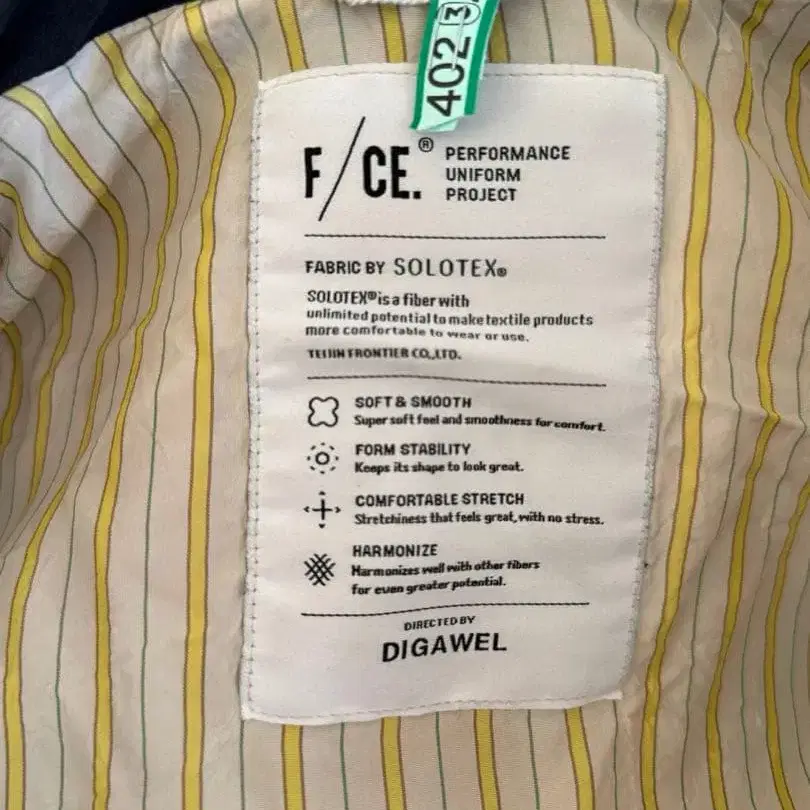 402 3
F/CE.® PERFORMANCE
UNIFORM
PROJECT
FABRIC BY SOLOTEX®
SOLOTEX® is a fiber with
unlimited potential to make textile products
more comfortable to wear or use.
TEIJIN FRONTIER CO.,LTD.
SOFT & SMOOTH
Super soft feel and smoothness for comfort.
FORM STABILITY
Keeps its shape to look great.
COMFORTABLE STRETCH
Stretchiness that feels great, with no stress.
HARMONIZE
Harmonizes well with other fibers
for even greater potential.
DIRECTED BY
DIGAWEL